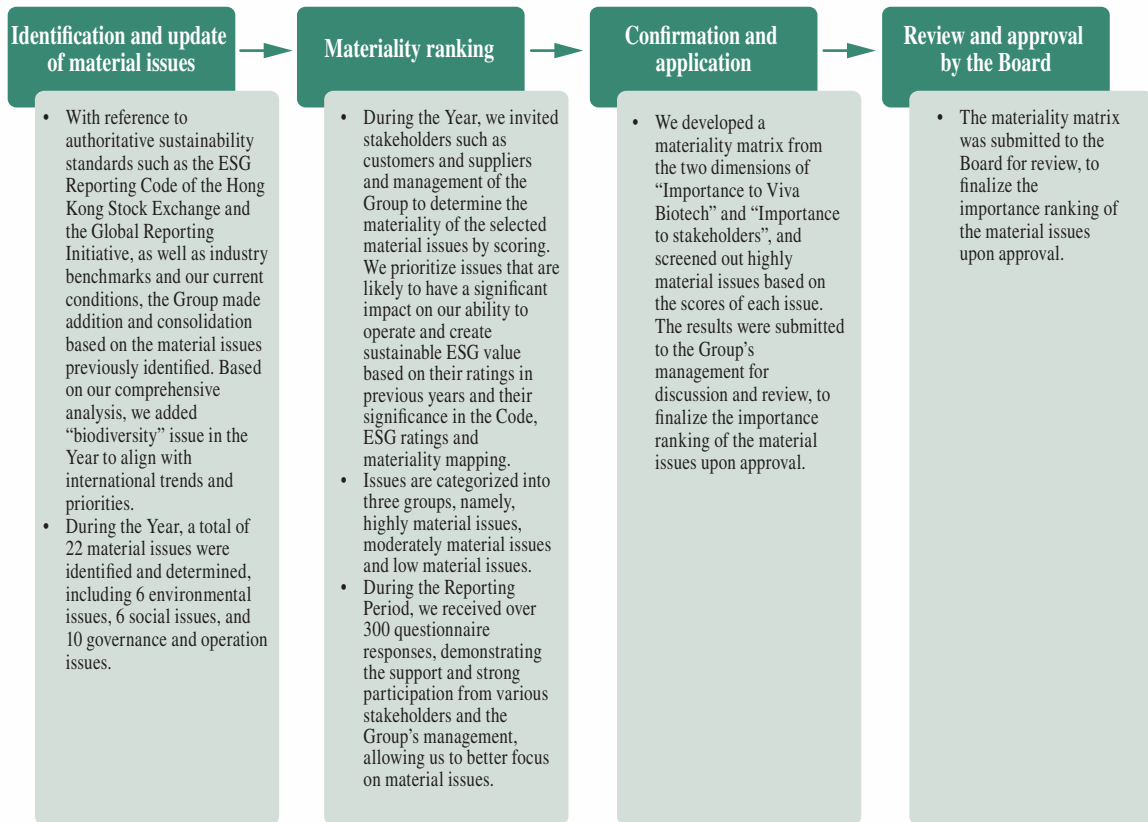 Identification and update
of material issues
• With reference to
authoritative sustainability
standards such as the ESG
Reporting Code of the Hong
Kong Stock Exchange and
the Global Reporting
Initiative, as well as industry
benchmarks and our current
conditions, the Group made
addition and consolidation
based on the material issues
previously identified. Based
on our comprehensive
analysis, we added
“biodiversity” issue in the
Year to align with
international trends and
priorities.
• During the Year, a total of
22 material issues were
identified and determined,
including 6 environmental
issues, 6 social issues, and
10 governance and operation
issues.
Materiality ranking
• During the Year, we invited
stakeholders such as
customers and suppliers
and management of the
Group to determine the
materiality of the selected
material issues by scoring.
We prioritize issues that are
likely to have a significant
impact on our ability to
operate and create
sustainable ESG value
based on their ratings in
previous years and their
significance in the Code,
ESG ratings and
materiality mapping.
• Issues are categorized into
three groups, namely,
highly material issues,
moderately material issues
and low material issues.
• During the Reporting
Period, we received over
300 questionnaire
responses, demonstrating
the support and strong
participation from various
stakeholders and the
Group’s management,
allowing us to better focus
on material issues.
Confirmation and
application
• We developed a
materiality matrix from
the two dimensions of
“Importance to Viva
Biotech” and “Importance
to stakeholders”, and
screened out highly
material issues based on
the scores of each issue.
The results were submitted
to the Group’s
management for
discussion and review, to
finalize the importance
ranking of the material
issues upon approval.
Review and approval
by the Board
• The materiality matrix
was submitted to the
Board for review, to
finalize the
importance ranking of
the material issues
upon approval.